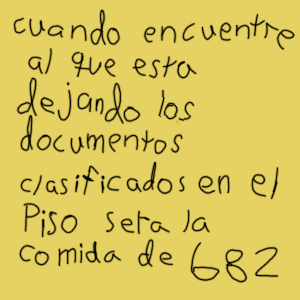 cuando encuentre
al que esta
dejando los
documentos
clasificados en el
Piso sera la
comida de 682